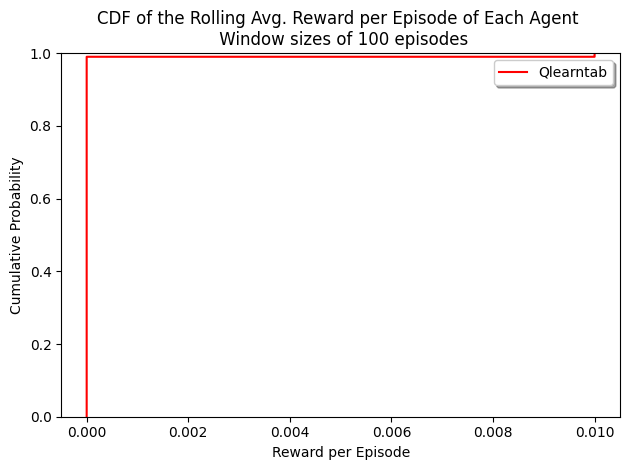 CDF of the Rolling Avg. Reward per Episode of Each Agent
Window sizes of 100 episodes
Qlearntab
Cumulative Probability
1.0
0.8
0.6
0.4
0.2
0.0
0.000 0.002 0.004 0.006 0.008 0.010
Reward per Episode